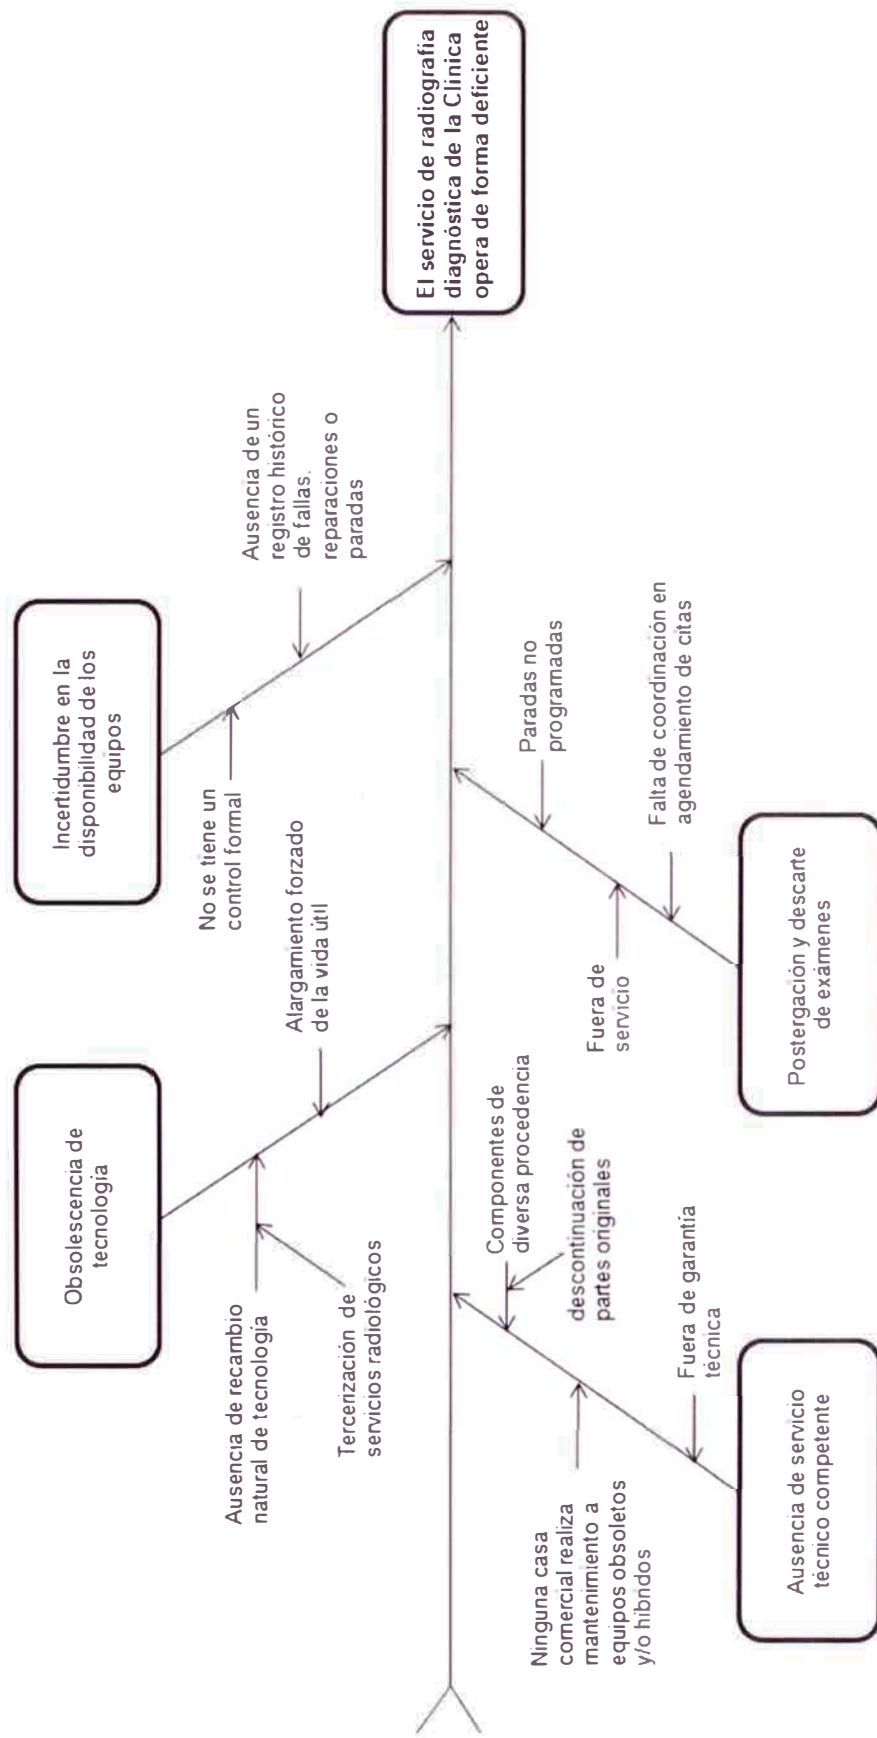 Obsolescencia de
tecnología
Incertidumbre en la
disponibilidad de los
equipos
Ausencia de recambio
natural de tecnología
Tercerización de
servicios radiológicos
Alargamiento forzado
de la vida útil
No se tiene un
control formal
Ausencia de un
registro histórico
de fallas.
reparaciones o
paradas
El servicio de radiografía
diagnóstica de la Clínica
opera de forma deficiente
Ninguna casa
comercial realiza
mantenimiento a
equipos obsoletos
y/o híbridos
Componentes de
diversa procedencia
descontinuación de
partes originales
Fuera de garantía
técnica
Fuera de
servicio
Paradas no
programadas
Falta de coordinación en
agendamiento de citas
Ausencia de servicio
técnico competente
Postergación y descarte
de exámenes